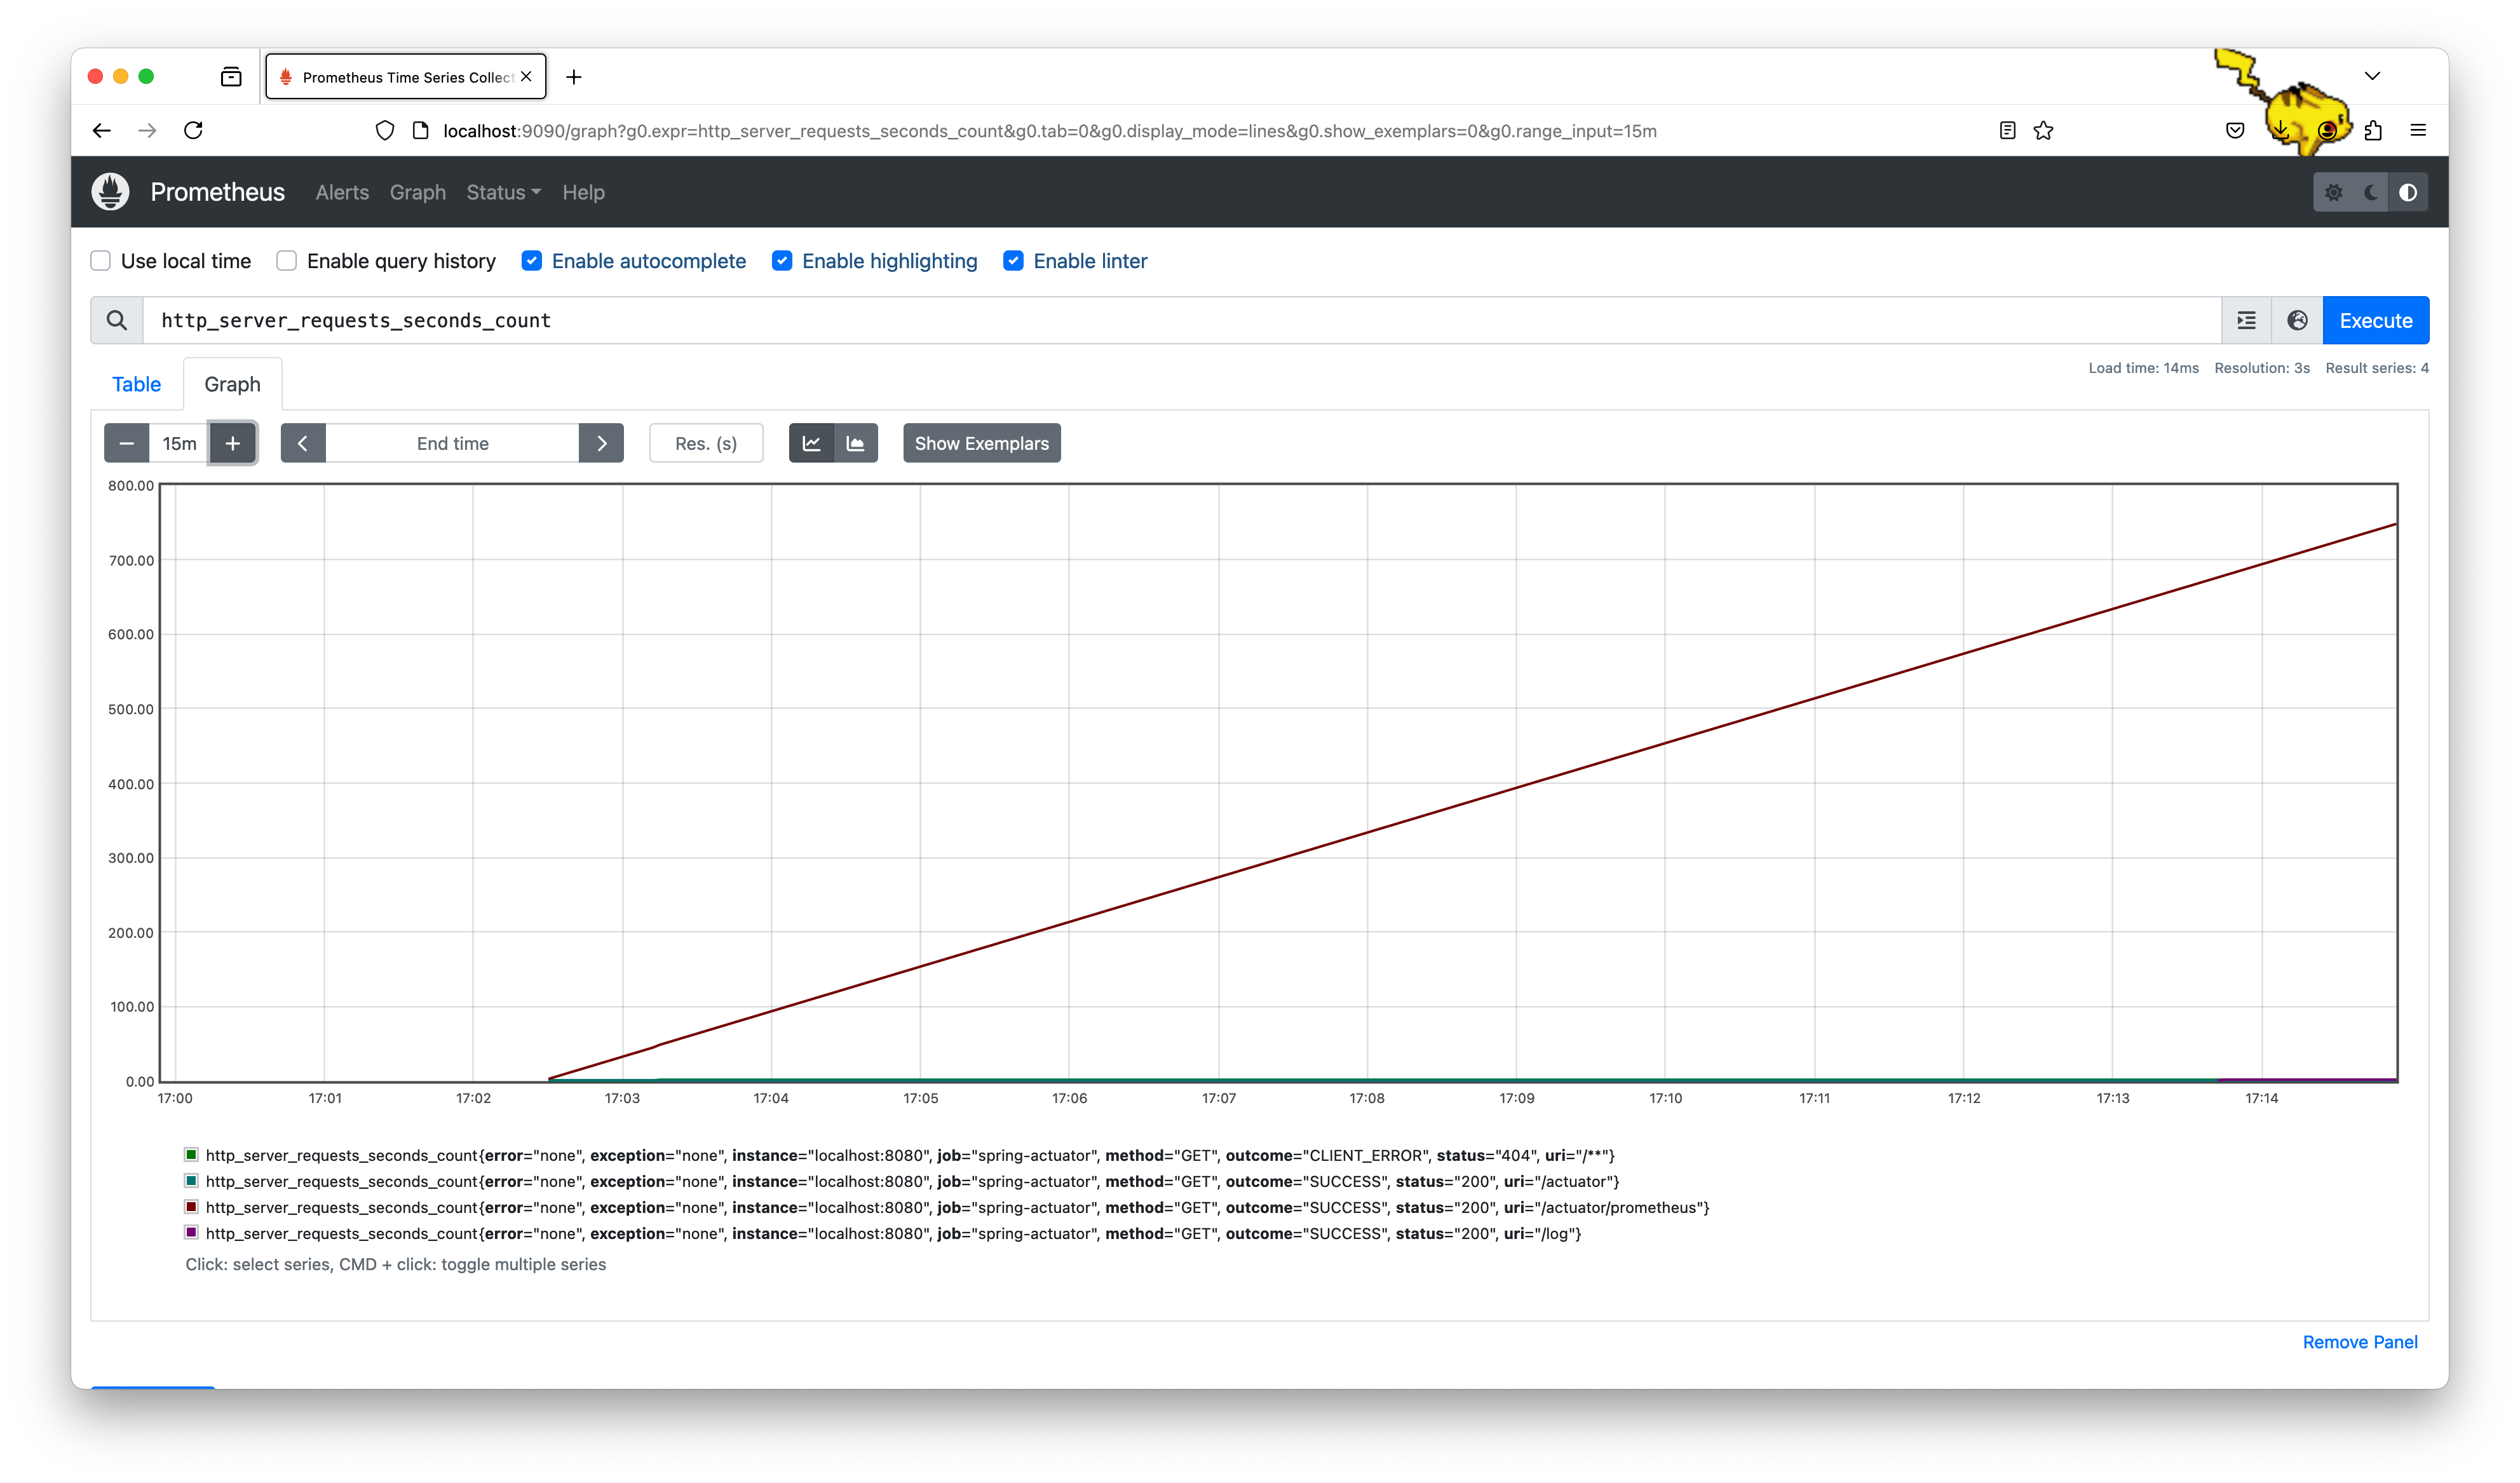 Prometheus Time Series Collect
localhost:9090/graph?g0.expr=http_server_requests_seconds_count&g0.tab=0&g0.display_mode=lines&g0.show_exemplars=0&g0.range_input=15m
Prometheus Alerts Graph Status Help
Use local time Enable query history Enable autocomplete Enable highlighting Enable linter
http_server_requests_seconds_count
Execute
Table Graph
Load time: 14ms Resolution: 3s Result series: 4
15m End time Res. (s) Show Exemplars
800.00
700.00
600.00
500.00
400.00
300.00
200.00
100.00
0.00
17:00 17:01 17:02 17:03 17:04 17:05 17:06 17:07 17:08 17:09 17:10 17:11 17:12 17:13 17:14
http_server_requests_seconds_count{error="none", exception="none", instance="localhost:8080", job="spring-actuator", method="GET", outcome="CLIENT_ERROR", status="404", uri="/**"}
http_server_requests_seconds_count{error="none", exception="none", instance="localhost:8080", job="spring-actuator", method="GET", outcome="SUCCESS", status="200", uri="/actuator"}
http_server_requests_seconds_count{error="none", exception="none", instance="localhost:8080", job="spring-actuator", method="GET", outcome="SUCCESS", status="200", uri="/actuator/prometheus"}
http_server_requests_seconds_count{error="none", exception="none", instance="localhost:8080", job="spring-actuator", method="GET", outcome="SUCCESS", status="200", uri="/log"}
Click: select series, CMD + click: toggle multiple series
Remove Panel